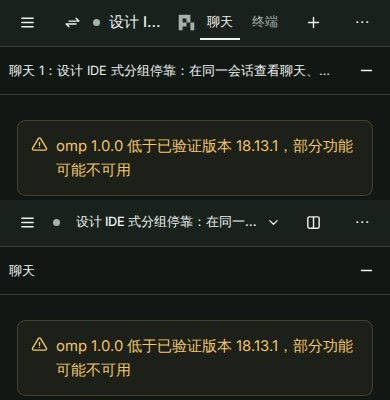 设计 I... 聊天 终端
聊天 1：设计 IDE 式分组停靠：在同一会话查看聊天、...
omp 1.0.0 低于已验证版本 18.13.1，部分功能
可能不可用
设计 IDE 式分组停靠：在同一...
聊天
omp 1.0.0 低于已验证版本 18.13.1，部分功能
可能不可用